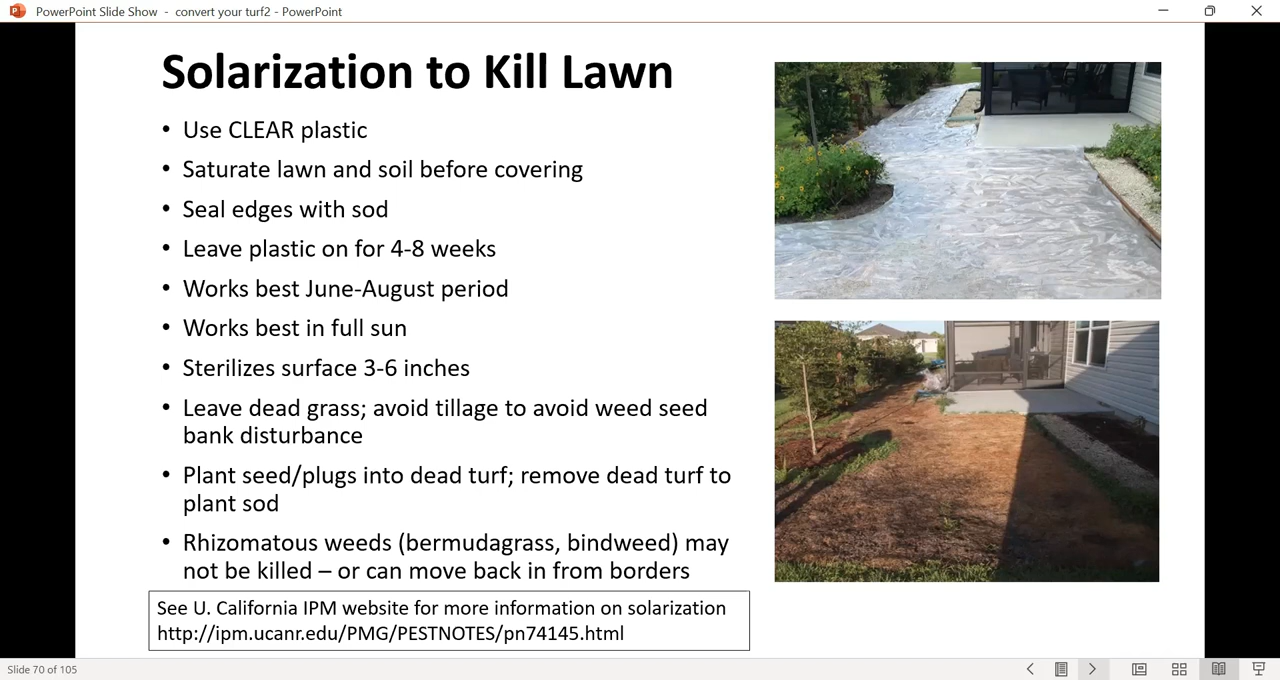 PowerPoint Slide Show - convert your turf2 - PowerPoint
Solarization to Kill Lawn
• Use CLEAR plastic
• Saturate lawn and soil before covering
• Seal edges with sod
• Leave plastic on for 4-8 weeks
• Works best June-August period
• Works best in full sun
• Sterilizes surface 3-6 inches
• Leave dead grass; avoid tillage to avoid weed seed
bank disturbance
• Plant seed/plugs into dead turf; remove dead turf to
plant sod
• Rhizomatous weeds (bermudagrass, bindweed) may
not be killed – or can move back in from borders
See U. California IPM website for more information on solarization
http://ipm.ucanr.edu/PMG/PESTNOTES/pn74145.html
Slide 70 of 105